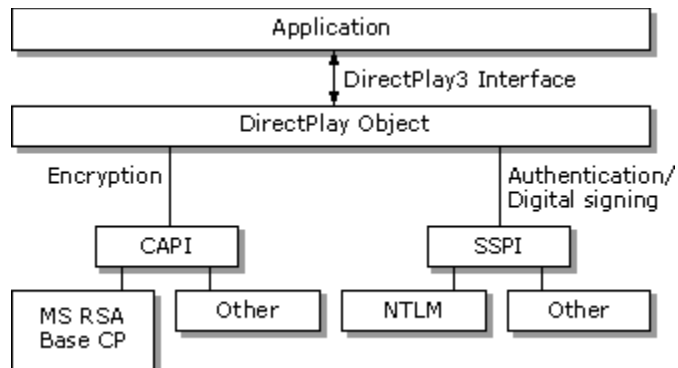 Application
DirectPlay3 Interface
DirectPlay Object
Encryption
Authentication/
Digital signing
CAPI
SSPI
MS RSA
Base CP
Other
NTLM
Other